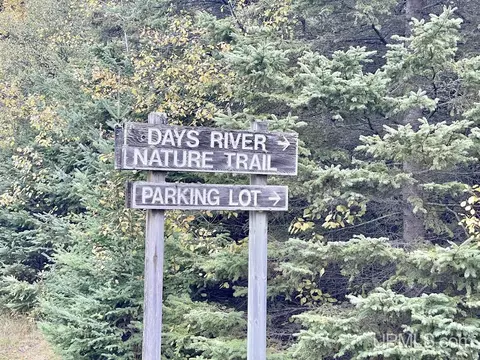 DAYS RIVER →
NATURE TRAIL
PARKING LOT →